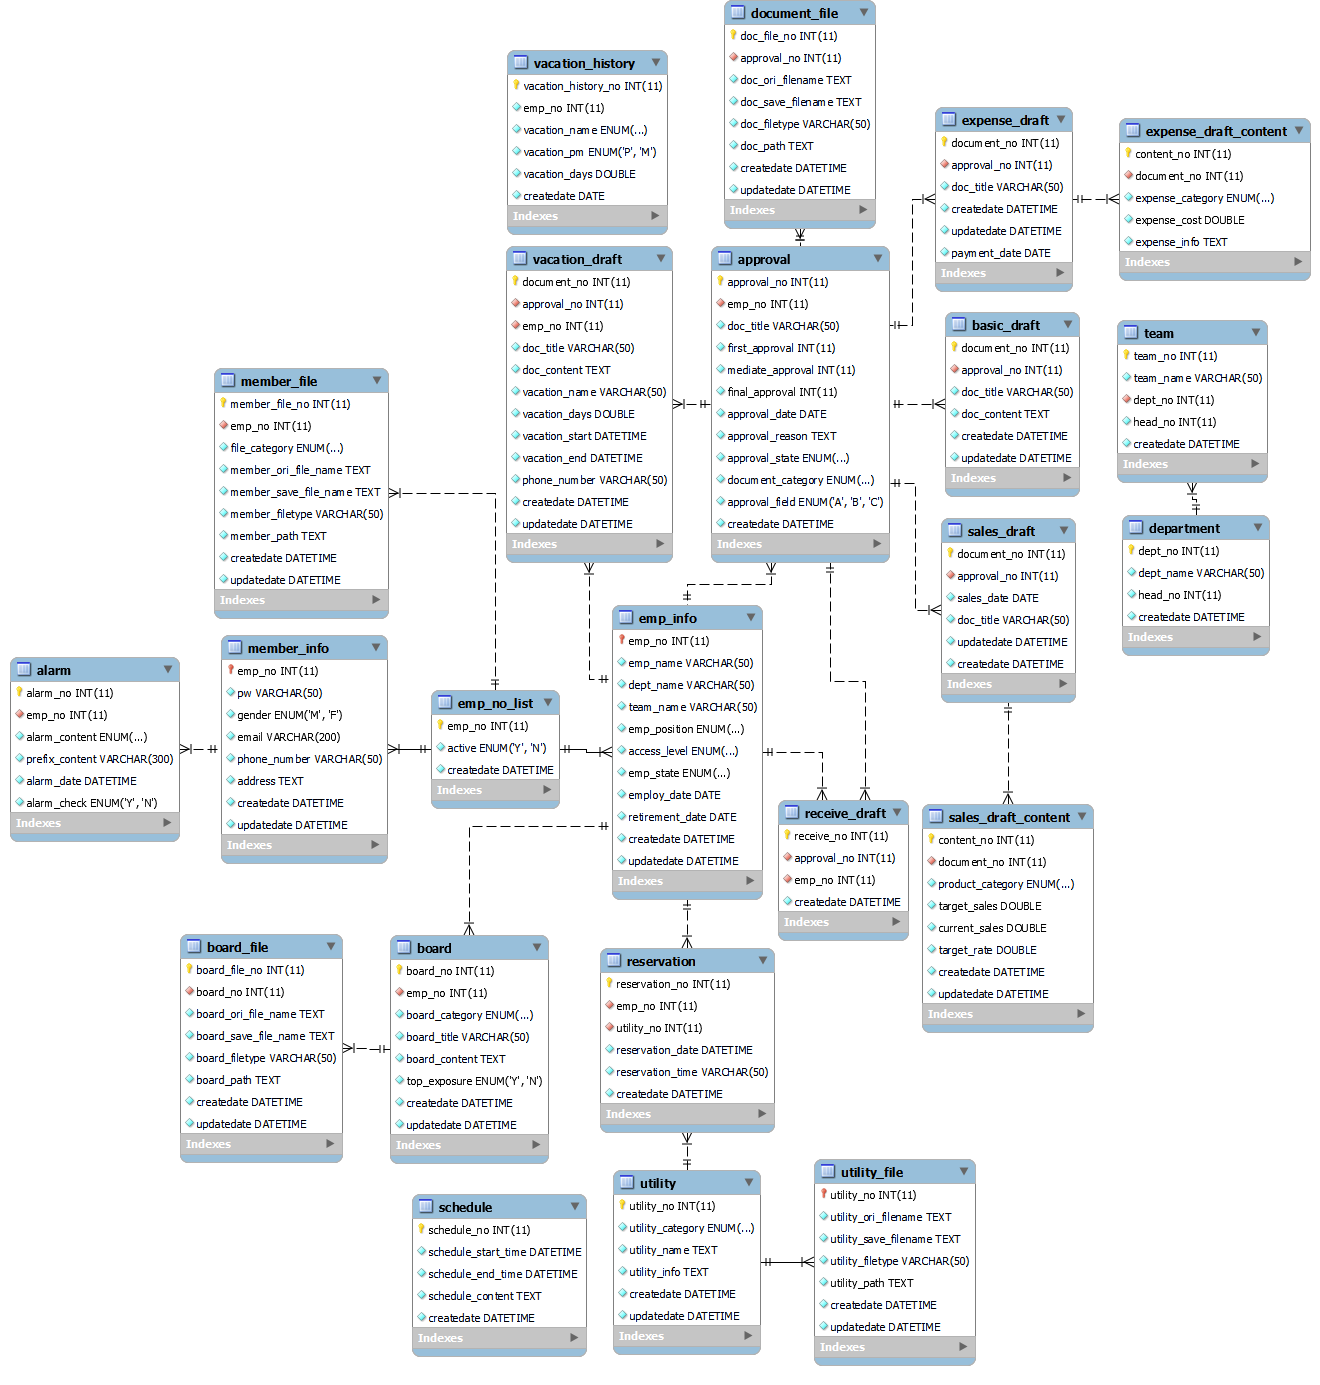 document_file
doc_file_no INT(11)
approval_no INT(11)
doc_ori_filename TEXT
doc_save_filename TEXT
doc_filetype VARCHAR(50)
doc_path TEXT
createdate DATETIME
updatedate DATETIME
Indexes
vacation_history
vacation_history_no INT(11)
emp_no INT(11)
vacation_name ENUM(...)
vacation_pm ENUM('P', 'M')
vacation_days DOUBLE
createdate DATE
Indexes
expense_draft
document_no INT(11)
approval_no INT(11)
doc_title VARCHAR(50)
createdate DATETIME
updatedate DATETIME
payment_date DATE
Indexes
expense_draft_content
content_no INT(11)
document_no INT(11)
expense_category ENUM(...)
expense_cost DOUBLE
expense_info TEXT
Indexes
vacation_draft
document_no INT(11)
approval_no INT(11)
emp_no INT(11)
doc_title VARCHAR(50)
doc_content TEXT
vacation_name VARCHAR(50)
vacation_days DOUBLE
vacation_start DATETIME
vacation_end DATETIME
phone_number VARCHAR(50)
createdate DATETIME
updatedate DATETIME
Indexes
approval
approval_no INT(11)
emp_no INT(11)
doc_title VARCHAR(50)
first_approval INT(11)
mediate_approval INT(11)
final_approval INT(11)
approval_date DATE
approval_reason TEXT
approval_state ENUM(...)
document_category ENUM(...)
approval_field ENUM('A', 'B', 'C')
createdate DATETIME
Indexes
basic_draft
document_no INT(11)
approval_no INT(11)
doc_title VARCHAR(50)
doc_content TEXT
createdate DATETIME
updatedate DATETIME
Indexes
team
team_no INT(11)
team_name VARCHAR(50)
dept_no INT(11)
head_no INT(11)
createdate DATETIME
Indexes
member_file
member_file_no INT(11)
emp_no INT(11)
file_category ENUM(...)
member_ori_file_name TEXT
member_save_file_name TEXT
member_filetype VARCHAR(50)
member_path TEXT
createdate DATETIME
updatedate DATETIME
Indexes
sales_draft
document_no INT(11)
approval_no INT(11)
sales_date DATE
doc_title VARCHAR(50)
updatedate DATETIME
createdate DATETIME
Indexes
department
dept_no INT(11)
dept_name VARCHAR(50)
head_no INT(11)
createdate DATETIME
Indexes
alarm
alarm_no INT(11)
emp_no INT(11)
alarm_content ENUM(...)
prefix_content VARCHAR(300)
alarm_date DATETIME
alarm_check ENUM('Y', 'N')
Indexes
member_info
emp_no INT(11)
pw VARCHAR(50)
gender ENUM('M', 'F')
email VARCHAR(200)
phone_number VARCHAR(50)
address TEXT
createdate DATETIME
updatedate DATETIME
Indexes
emp_no_list
emp_no INT(11)
active ENUM('Y', 'N')
createdate DATETIME
Indexes
emp_info
emp_no INT(11)
emp_name VARCHAR(50)
dept_name VARCHAR(50)
team_name VARCHAR(50)
emp_position ENUM(...)
access_level ENUM(...)
emp_state ENUM(...)
employ_date DATE
retirement_date DATE
createdate DATETIME
updatedate DATETIME
Indexes
receive_draft
receive_no INT(11)
approval_no INT(11)
emp_no INT(11)
createdate DATETIME
Indexes
sales_draft_content
content_no INT(11)
document_no INT(11)
product_category ENUM(...)
target_sales DOUBLE
current_sales DOUBLE
target_rate DOUBLE
createdate DATETIME
updatedate DATETIME
Indexes
board_file
board_file_no INT(11)
board_no INT(11)
board_ori_file_name TEXT
board_save_file_name TEXT
board_filetype VARCHAR(50)
board_path TEXT
createdate DATETIME
updatedate DATETIME
Indexes
board
board_no INT(11)
emp_no INT(11)
board_category ENUM(...)
board_title VARCHAR(50)
board_content TEXT
top_exposure ENUM('Y', 'N')
createdate DATETIME
updatedate DATETIME
Indexes
reservation
reservation_no INT(11)
emp_no INT(11)
utility_no INT(11)
reservation_date DATETIME
reservation_time VARCHAR(50)
createdate DATETIME
Indexes
schedule
schedule_no INT(11)
schedule_start_time DATETIME
schedule_end_time DATETIME
schedule_content TEXT
createdate DATETIME
Indexes
utility
utility_no INT(11)
utility_category ENUM(...)
utility_name TEXT
utility_info TEXT
createdate DATETIME
updatedate DATETIME
Indexes
utility_file
utility_no INT(11)
utility_ori_filename TEXT
utility_save_filename TEXT
utility_filetype VARCHAR(50)
utility_path TEXT
createdate DATETIME
updatedate DATETIME
Indexes